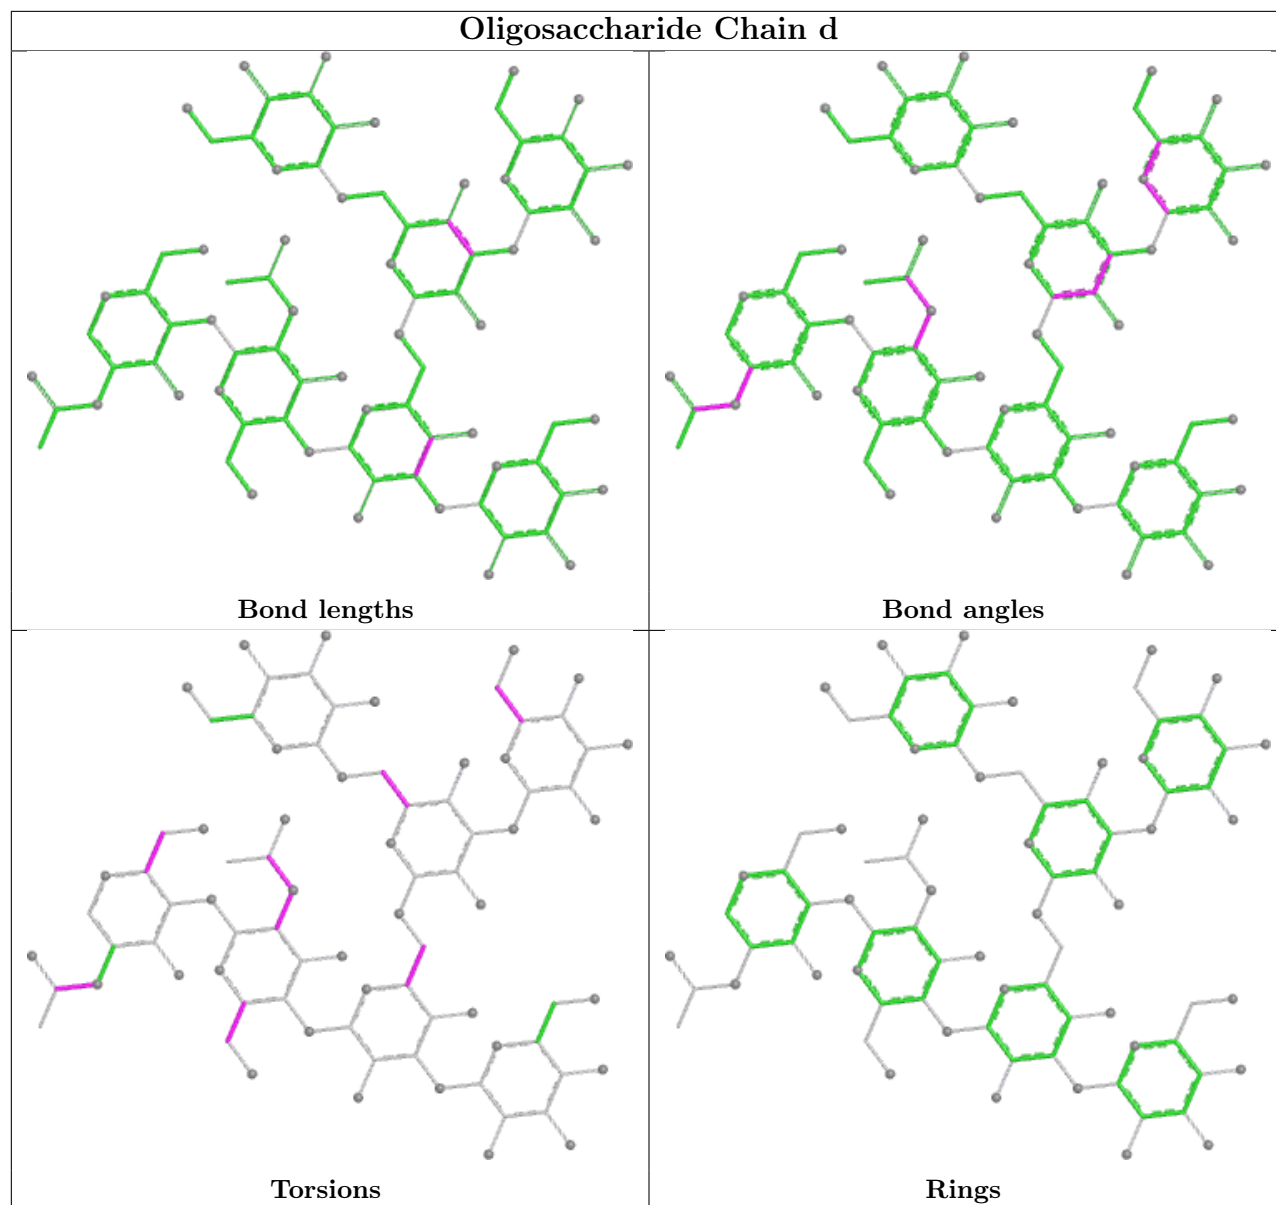 Oligosaccharide Chain d
Bond lengths
Bond angles
Torsions
Rings